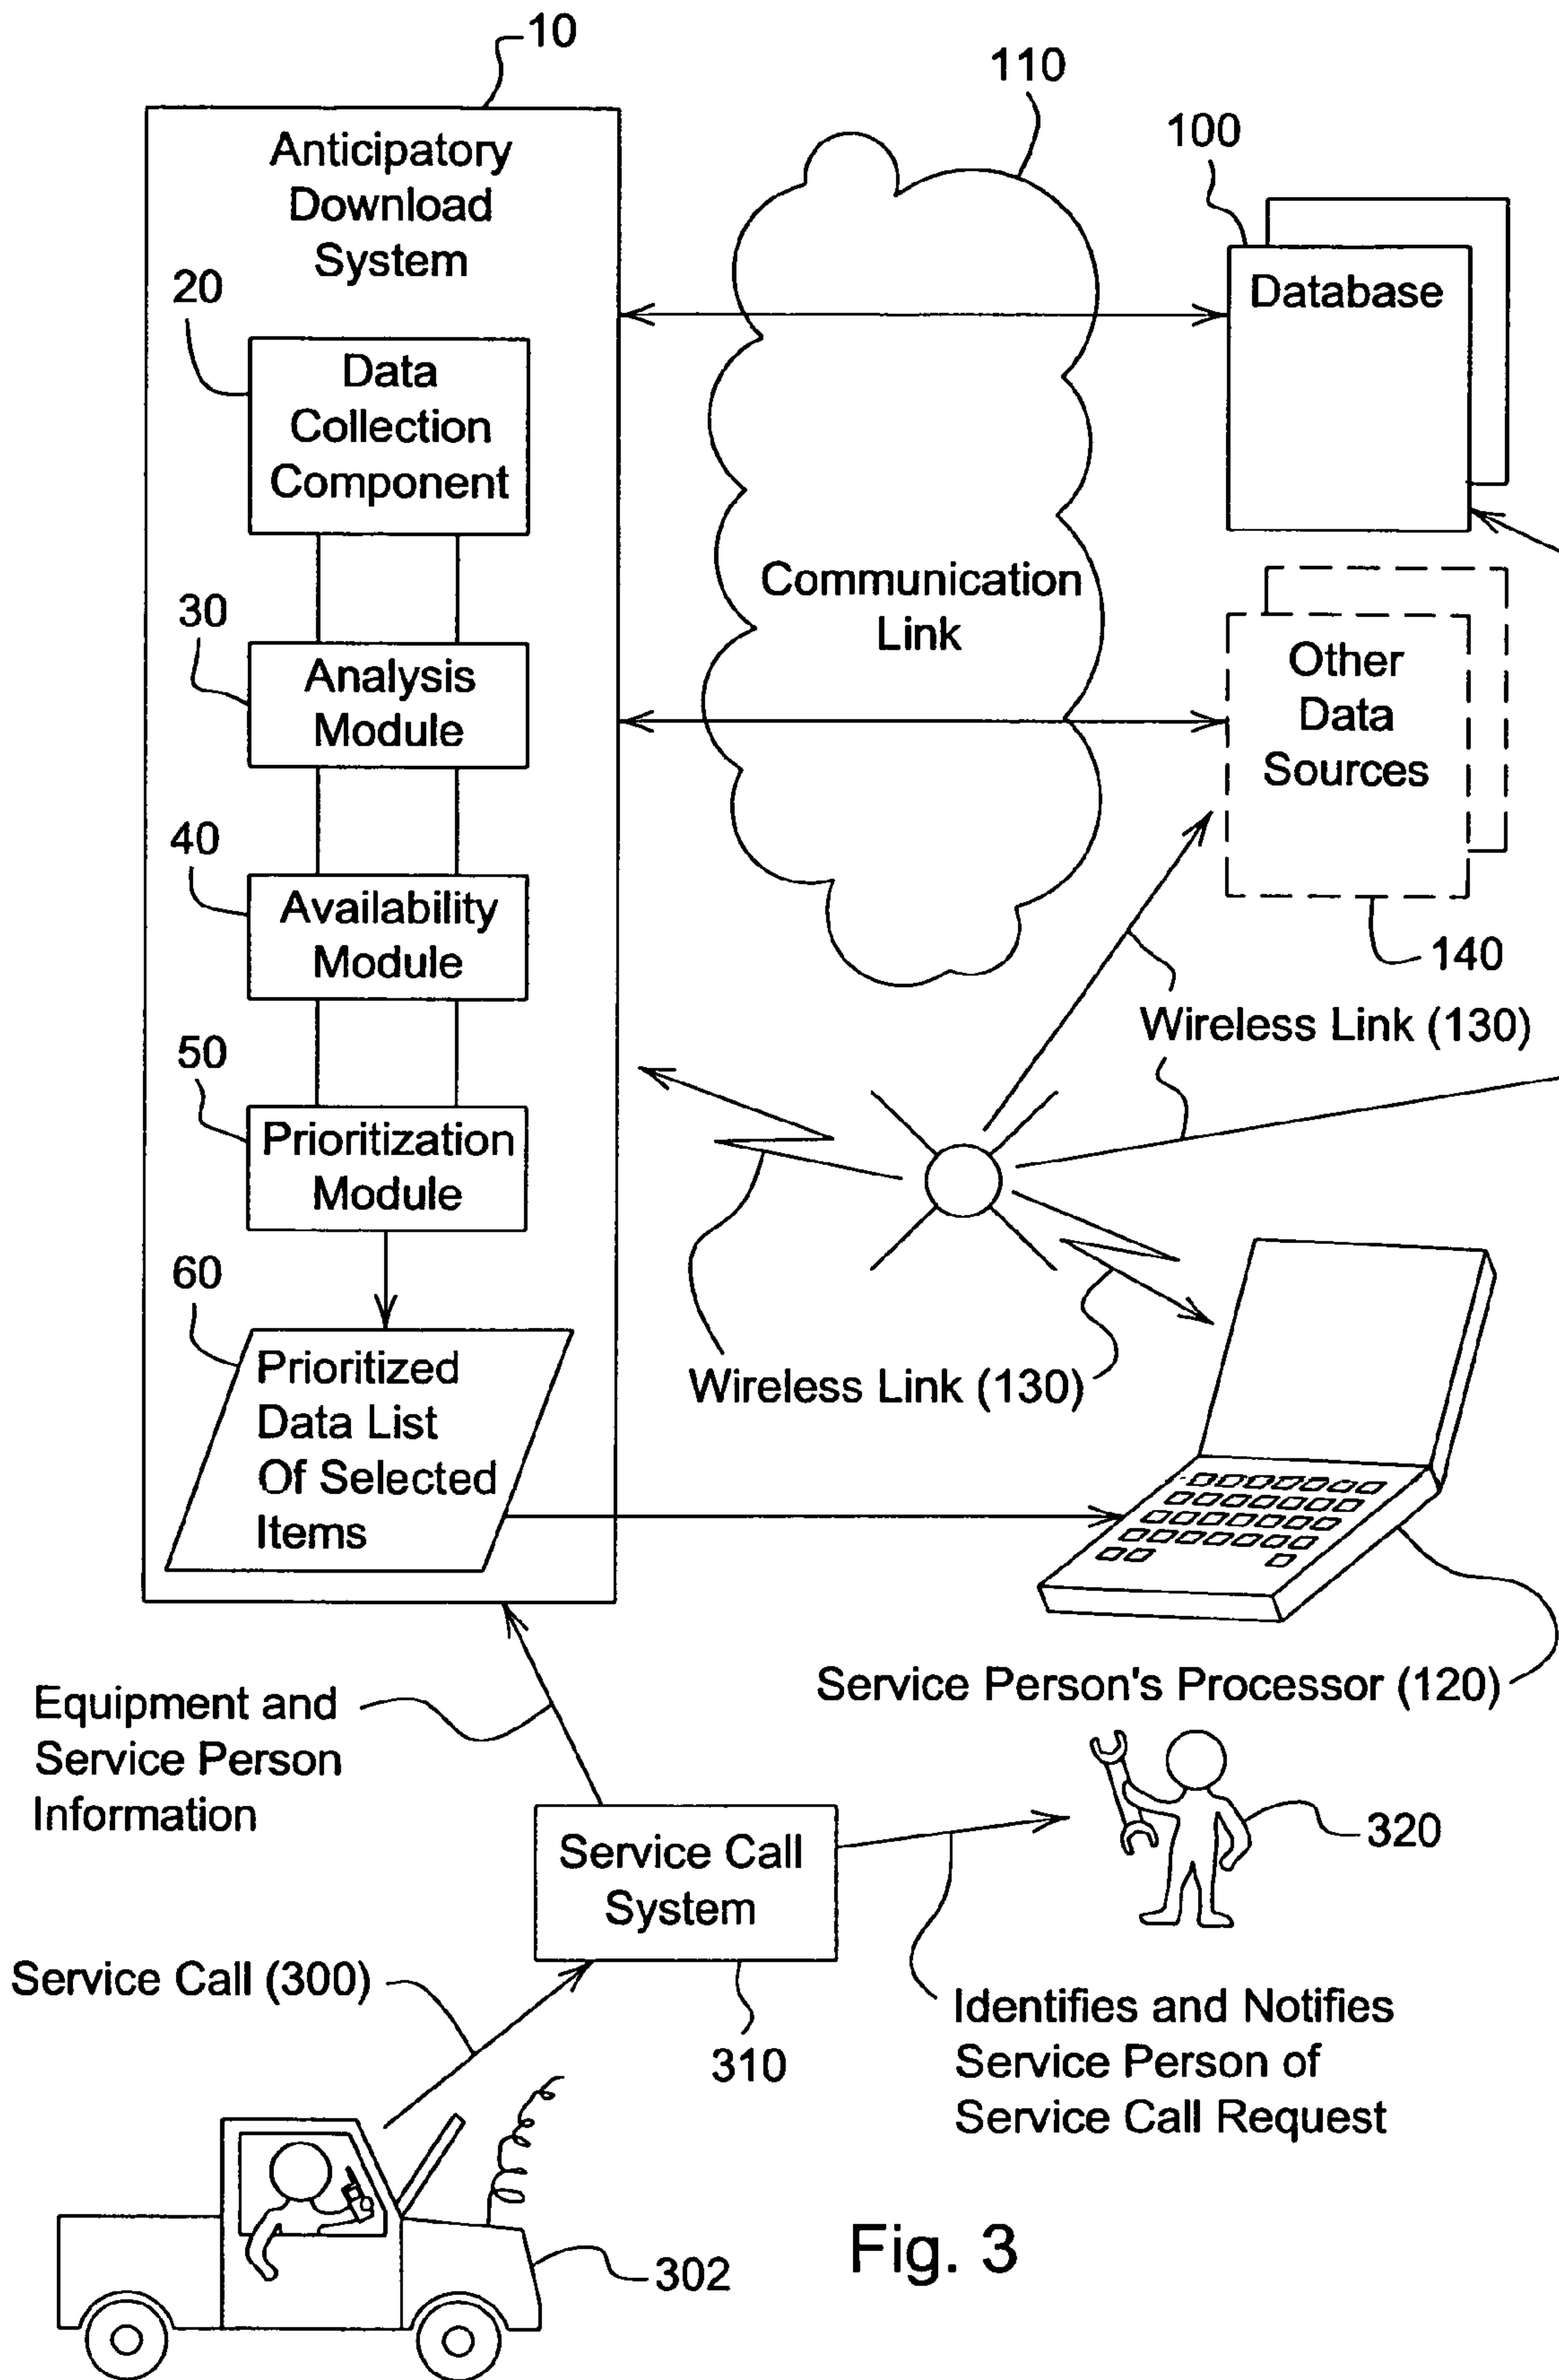 10
110
100
Anticipatory
Download
System
Database
20
Data
Collection
Component
Communication
Link
30
Analysis
Module
Other
Data
Sources
40
Availability
Module
140
Wireless Link (130)
50
Prioritization
Module
60
Prioritized
Data List
Of Selected
Items
Wireless Link (130)
Service Person's Processor (120)
Equipment and
Service Person
Information
Service Call
System
320
Service Call (300)
310
Identifies and Notifies
Service Person of
Service Call Request
302
Fig. 3